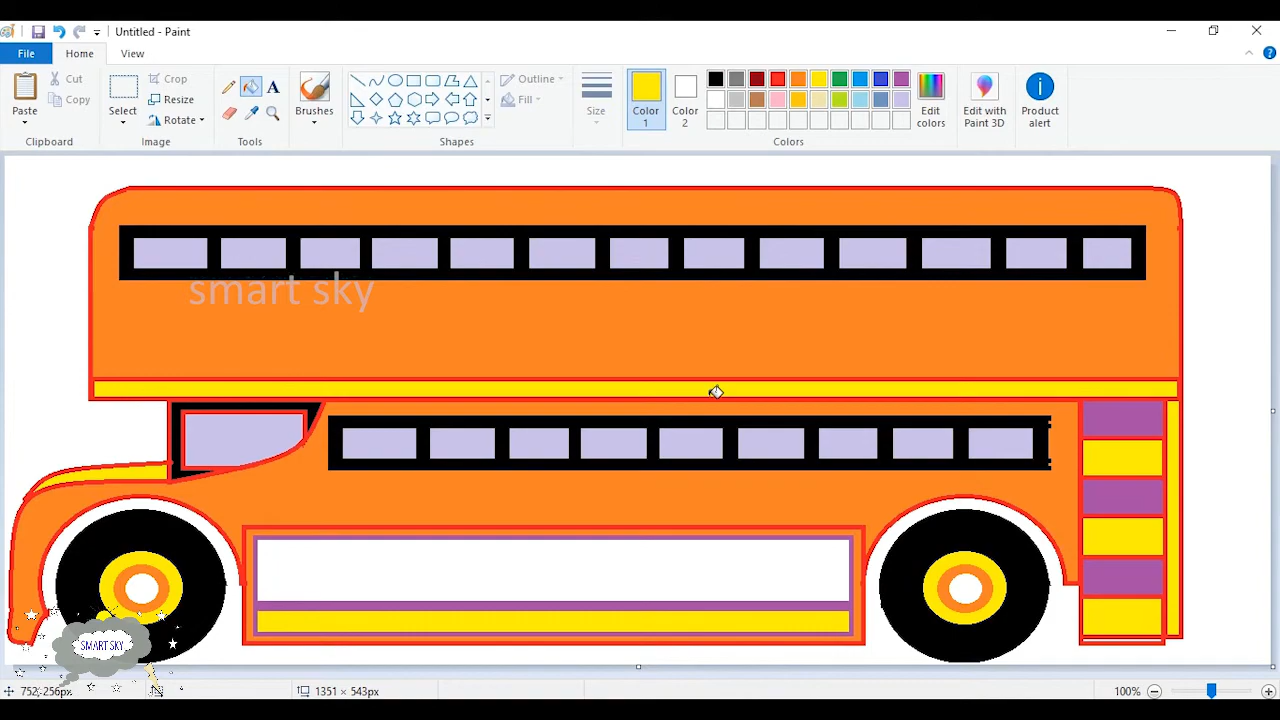 Untitled - Paint
File Home View
Paste
Cut
Copy
Clipboard
Select
Crop
Resize
Rotate
Image
A
Tools
Brushes
Outline
Fill
Shapes
Size
Color 1
Color 2
Edit colors
Colors
Edit with Paint 3D
Product alert
smart sky
SMART SKY
752, 256px
1351 × 543px
100%